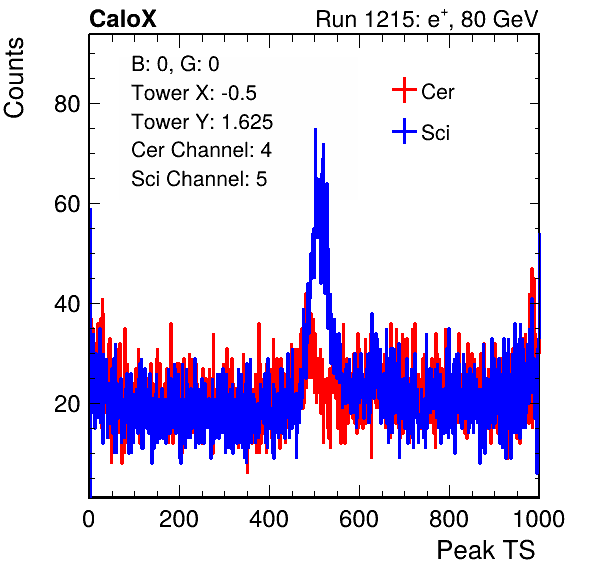 CaloX Run 1215: e⁺, 80 GeV
Counts
B: 0, G: 0
Tower X: -0.5
Tower Y: 1.625
Cer Channel: 4
Sci Channel: 5
Cer
Sci
80
60
40
20
0 200 400 600 800 1000
Peak TS